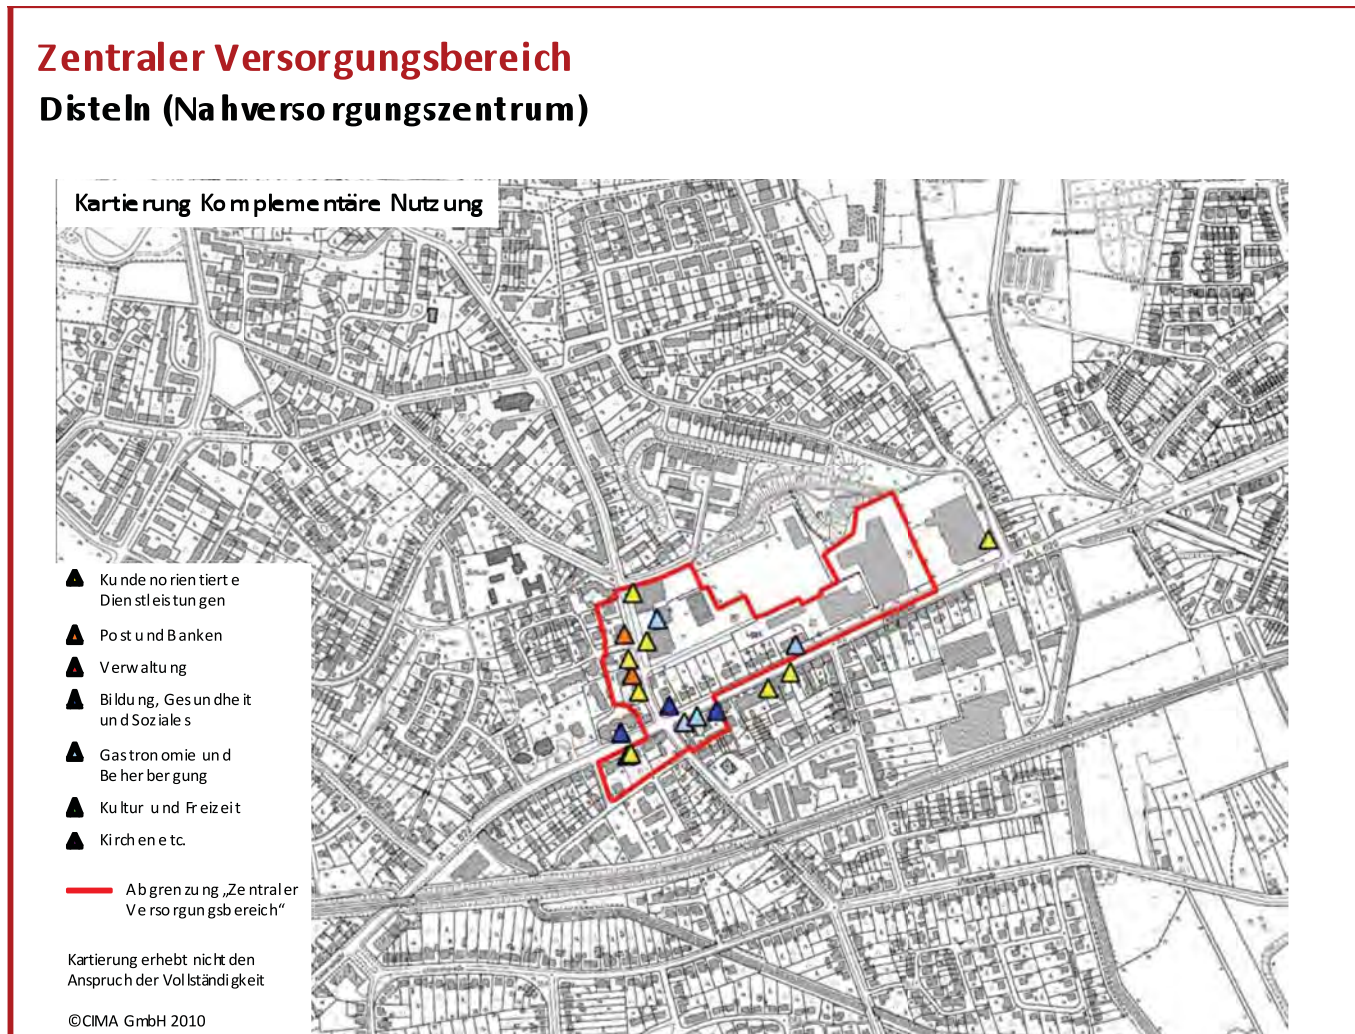 Zentraler Versorgungsbereich
Disteln (Nahversorgungszentrum)
Kartierung Komplementäre Nutzung
Kundenorientierte
Dienstleistungen
Post und Banken
Verwaltung
Bildung, Gesundheit
und Soziales
Gastronomie und
Beherbergung
Kultur und Freizeit
Kirchen etc.
Abgrenzung „Zentraler
Versorgungsbereich“
Kartierung erhebt nicht den
Anspruch der Vollständigkeit
©CIMA GmbH 2010